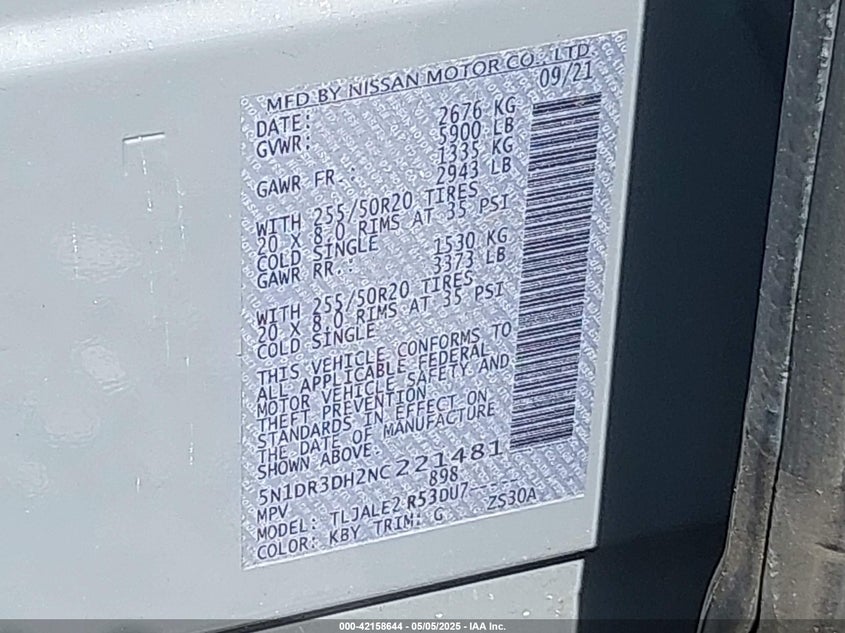 MFD BY NISSAN MOTOR CO., LTD
DATE: 09/21
GVWR: 2676 KG
5900 LB
GAWR FR.: 1335 KG
2943 LB
WITH 255/50R20 TIRES
20 X 8.0 RIMS AT 35 PSI
COLD SINGLE
GAWR RR.: 1530 KG
3373 LB
WITH 255/50R20 TIRES
20 X 8.0 RIMS AT 35 PSI
COLD SINGLE
THIS VEHICLE CONFORMS TO
ALL APPLICABLE FEDERAL
MOTOR VEHICLE SAFETY AND
THEFT PREVENTION
STANDARDS IN EFFECT ON
THE DATE OF MANUFACTURE
SHOWN ABOVE.
5N1DR3DH2NC221481
MPV 898
MODEL: TLJALE2 R53DU7-----
COLOR: KBY TRIM: G ZS30A
000-42158644 - 05/05/2025 - IAA Inc.